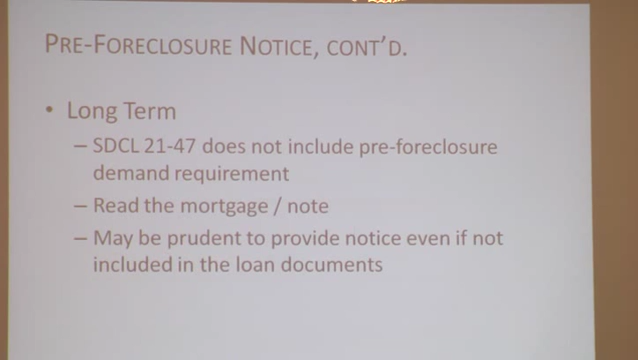 PRE-FORECLOSURE NOTICE, CONT'D.
• Long Term
– SDCL 21-47 does not include pre-foreclosure
demand requirement
– Read the mortgage / note
– May be prudent to provide notice even if not
included in the loan documents